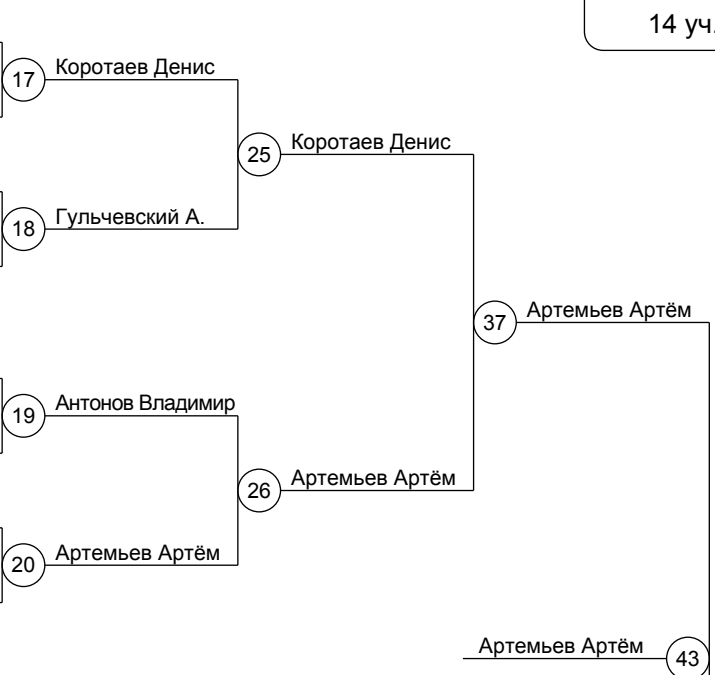 14 уч.
17 Коротаев Денис
25 Коротаев Денис
18 Гульчевский А.
37 Артемьев Артём
19 Антонов Владимир
26 Артемьев Артём
20 Артемьев Артём
Артемьев Артём 43